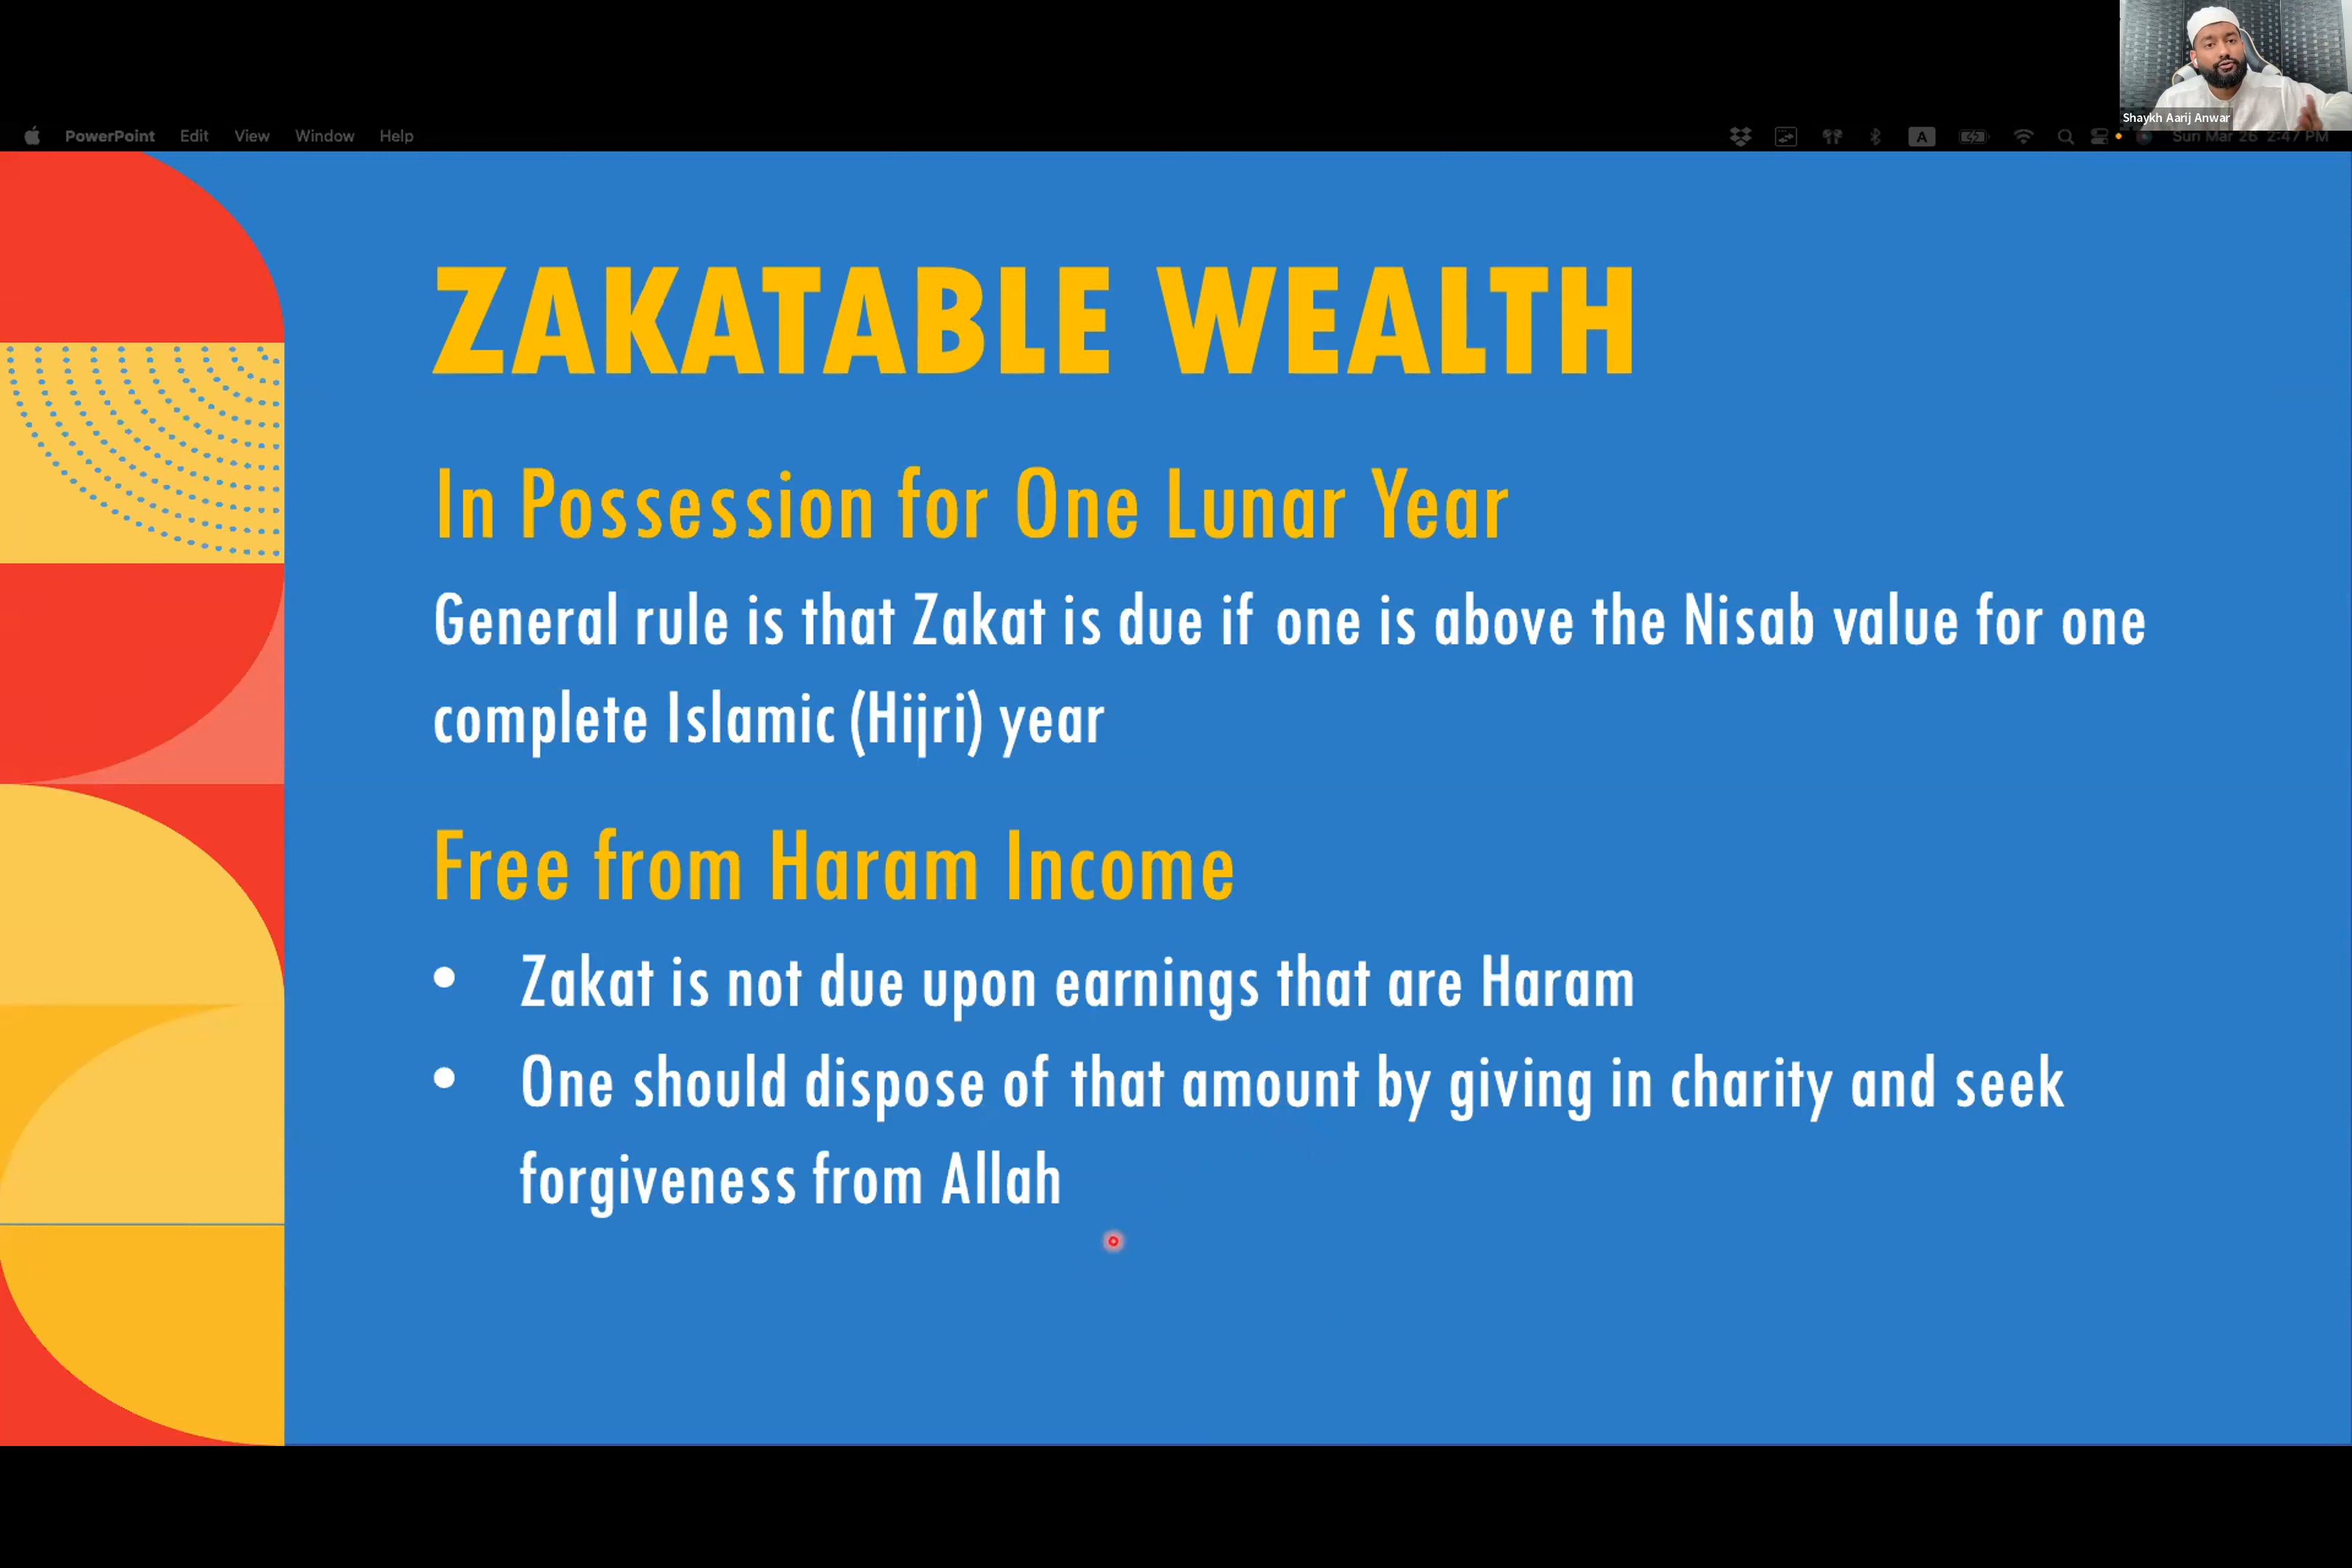 Shaykh Aarij Anwar
PowerPoint Edit View Window Help
A Sun Mar 26 2:47 PM
ZAKATABLE WEALTH
In Possession for One Lunar Year
General rule is that Zakat is due if one is above the Nisab value for one
complete Islamic (Hijri) year
Free from Haram Income
• Zakat is not due upon earnings that are Haram
• One should dispose of that amount by giving in charity and seek
forgiveness from Allah